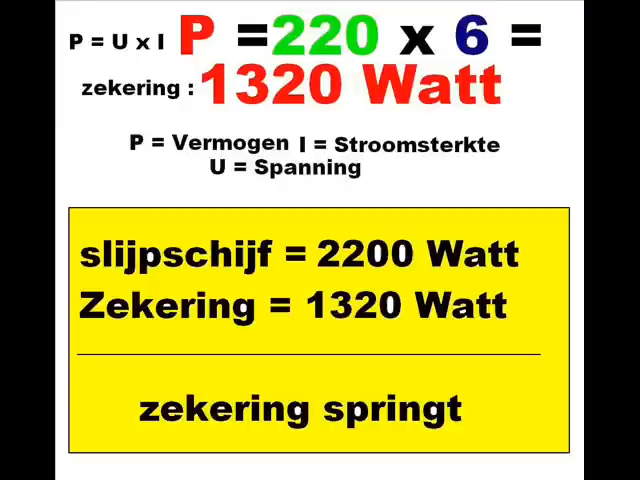 P = U x I P =220 x 6 =
zekering : 1320 Watt
P = Vermogen I = Stroomsterkte
U = Spanning
slijpschijf = 2200 Watt
Zekering = 1320 Watt
zekering springt